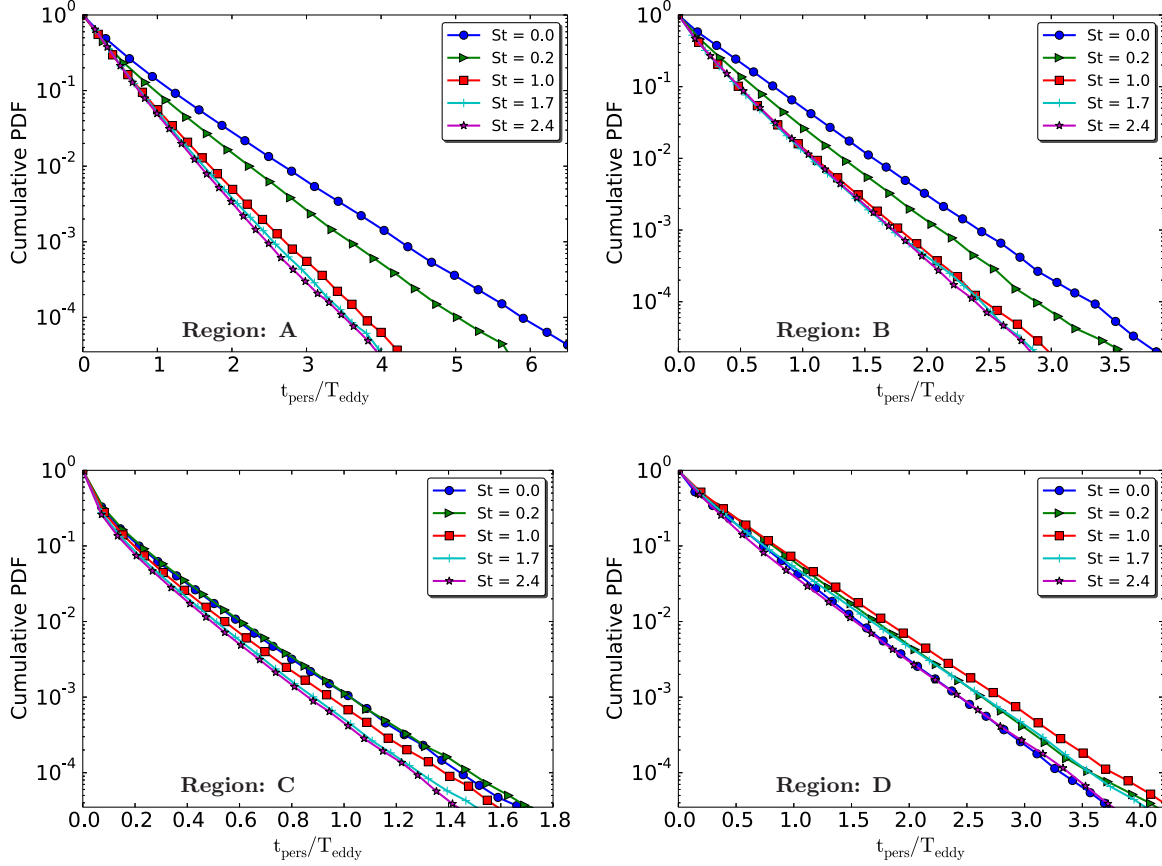 Cumulative PDF
10⁰
10⁻¹
10⁻²
10⁻³
10⁻⁴
St = 0.0
St = 0.2
St = 1.0
St = 1.7
St = 2.4
Region: A
0 1 2 3 4 5 6
t_pers/T_eddy
Cumulative PDF
10⁰
10⁻¹
10⁻²
10⁻³
10⁻⁴
St = 0.0
St = 0.2
St = 1.0
St = 1.7
St = 2.4
Region: B
0.0 0.5 1.0 1.5 2.0 2.5 3.0 3.5
t_pers/T_eddy
Cumulative PDF
10⁰
10⁻¹
10⁻²
10⁻³
10⁻⁴
St = 0.0
St = 0.2
St = 1.0
St = 1.7
St = 2.4
Region: C
0.0 0.2 0.4 0.6 0.8 1.0 1.2 1.4 1.6 1.8
t_pers/T_eddy
Cumulative PDF
10⁰
10⁻¹
10⁻²
10⁻³
10⁻⁴
St = 0.0
St = 0.2
St = 1.0
St = 1.7
St = 2.4
Region: D
0.0 0.5 1.0 1.5 2.0 2.5 3.0 3.5 4.0
t_pers/T_eddy